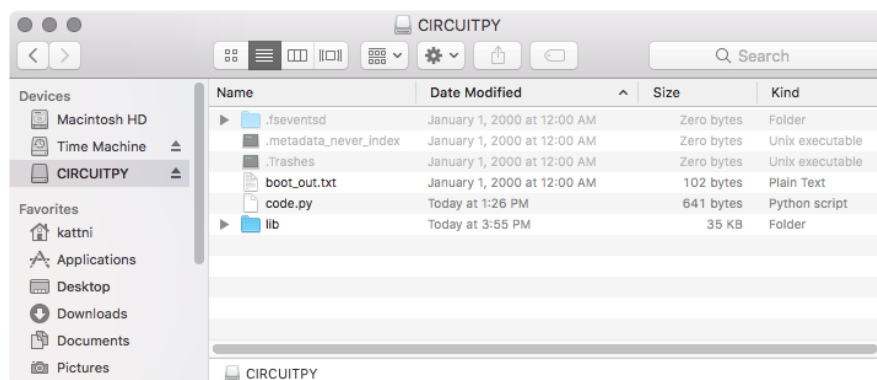 CIRCUITPY
Search
Devices
Macintosh HD
Time Machine
CIRCUITPY
Favorites
kattni
Applications
Desktop
Downloads
Documents
Pictures
Name Date Modified Size Kind
.fseventsd January 1, 2000 at 12:00 AM Zero bytes Folder
.metadata_never_index January 1, 2000 at 12:00 AM Zero bytes Unix executable
.Trashes January 1, 2000 at 12:00 AM Zero bytes Unix executable
boot_out.txt January 1, 2000 at 12:00 AM 102 bytes Plain Text
code.py Today at 1:26 PM 641 bytes Python script
lib Today at 3:55 PM 35 KB Folder
CIRCUITPY